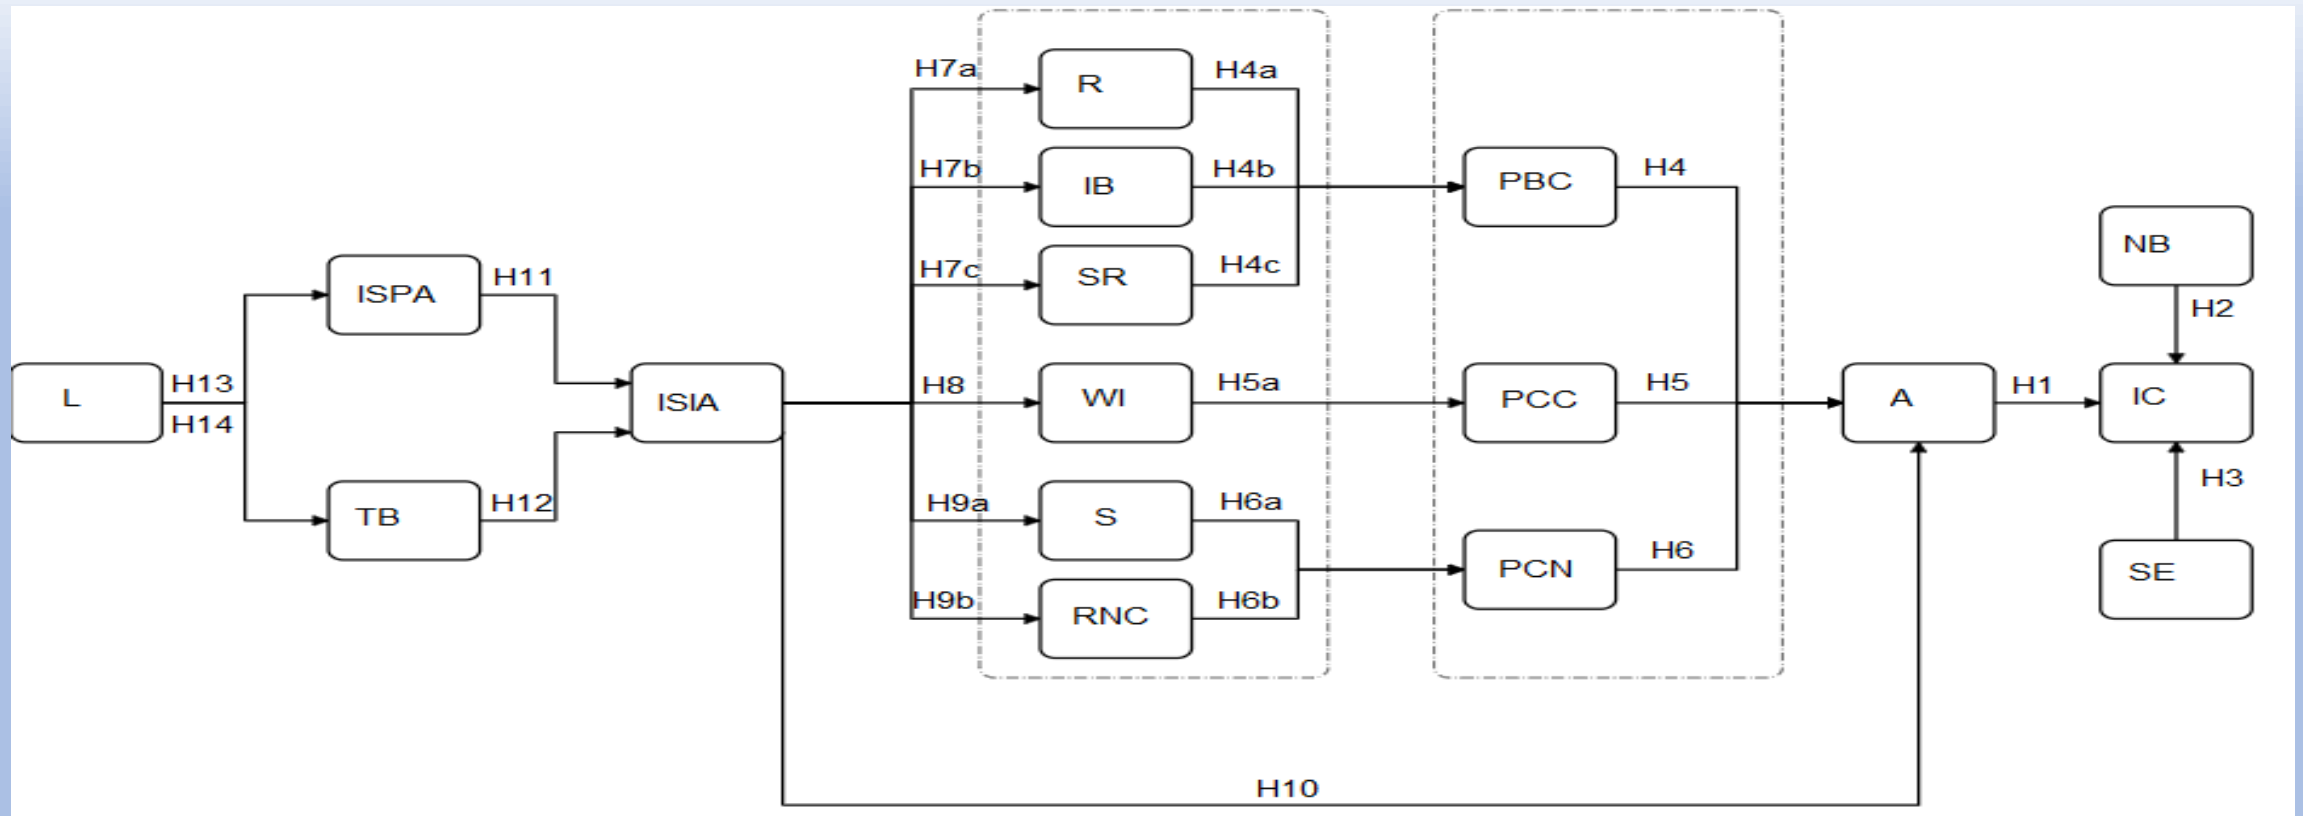 H7a
R
H4a
H7b
IB
H4b
PBC
H4
H7c
SR
H4c
NB
H2
ISPA
H11
L
H13
H14
ISIA
H8
WI
H5a
PCC
H5
A
H1
IC
H3
TB
H12
H9a
S
H6a
PCN
H6
SE
H9b
RNC
H6b
H10